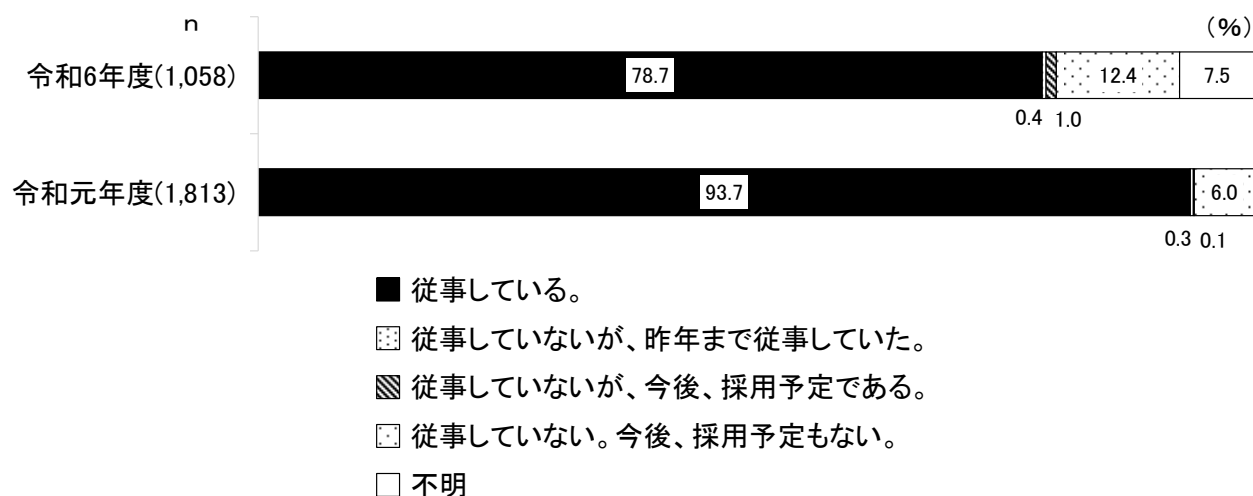 n
(%)
令和6年度(1,058)
78.7
12.4
7.5
0.4
1.0
令和元年度(1,813)
93.7
6.0
0.3
0.1
従事している。
従事していないが、昨年まで従事していた。
従事していないが、今後、採用予定である。
従事していない。今後、採用予定もない。
不明